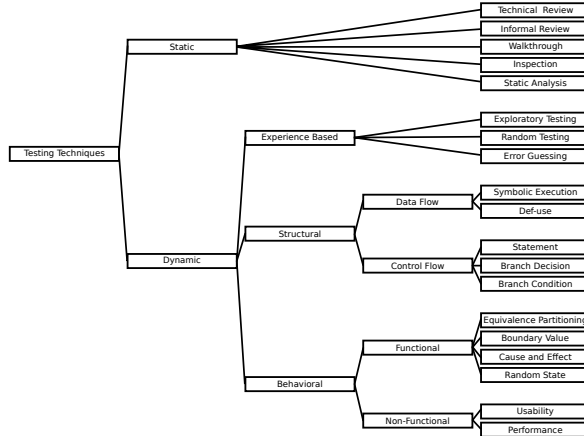 Technical Review
Informal Review
Static
Walkthrough
Inspection
Static Analysis
Exploratory Testing
Experience Based
Random Testing
Testing Techniques
Error Guessing
Symbolic Execution
Data Flow
Def-use
Structural
Statement
Dynamic
Control Flow
Branch Decision
Branch Condition
Equivalence Partitioning
Boundary Value
Functional
Cause and Effect
Random State
Behavioral
Usability
Non-Functional
Performance